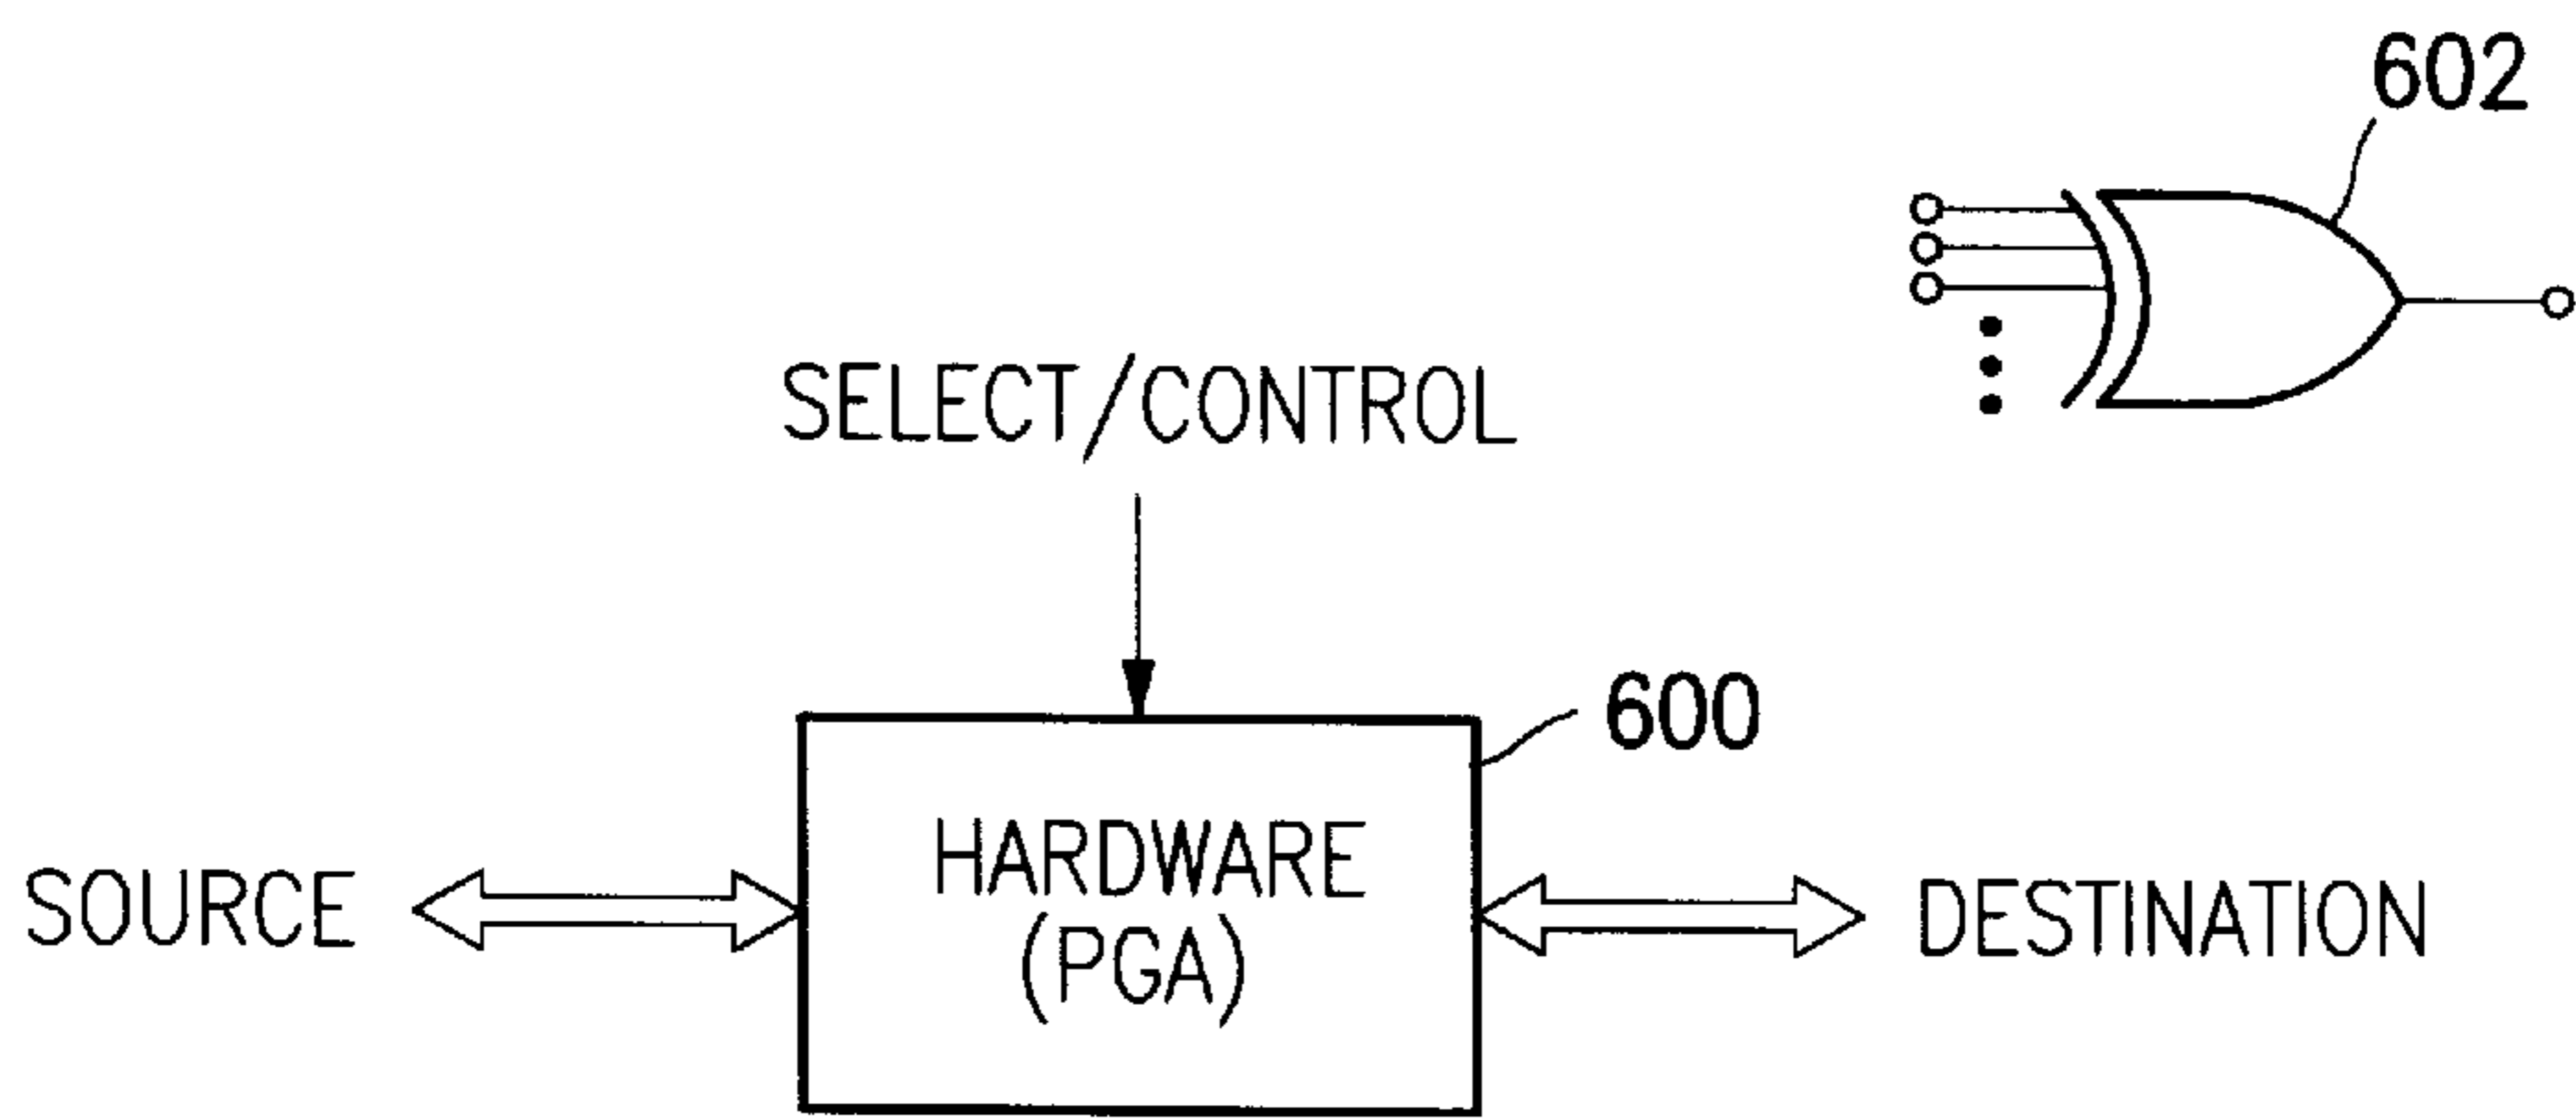 602
SELECT/CONTROL
600
HARDWARE
(PGA)
SOURCE
DESTINATION